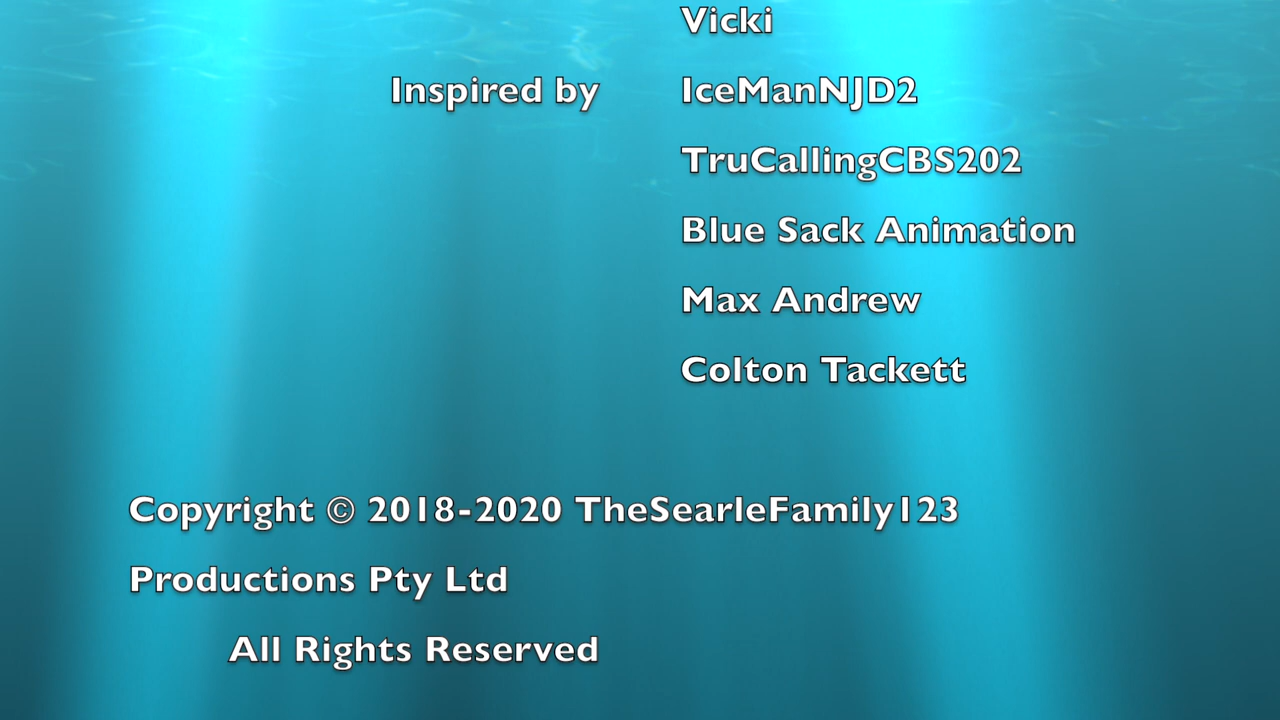 Vicki
Inspired by IceManNJD2
TruCallingCBS202
Blue Sack Animation
Max Andrew
Colton Tackett
Copyright © 2018-2020 TheSearleFamily123
Productions Pty Ltd
All Rights Reserved